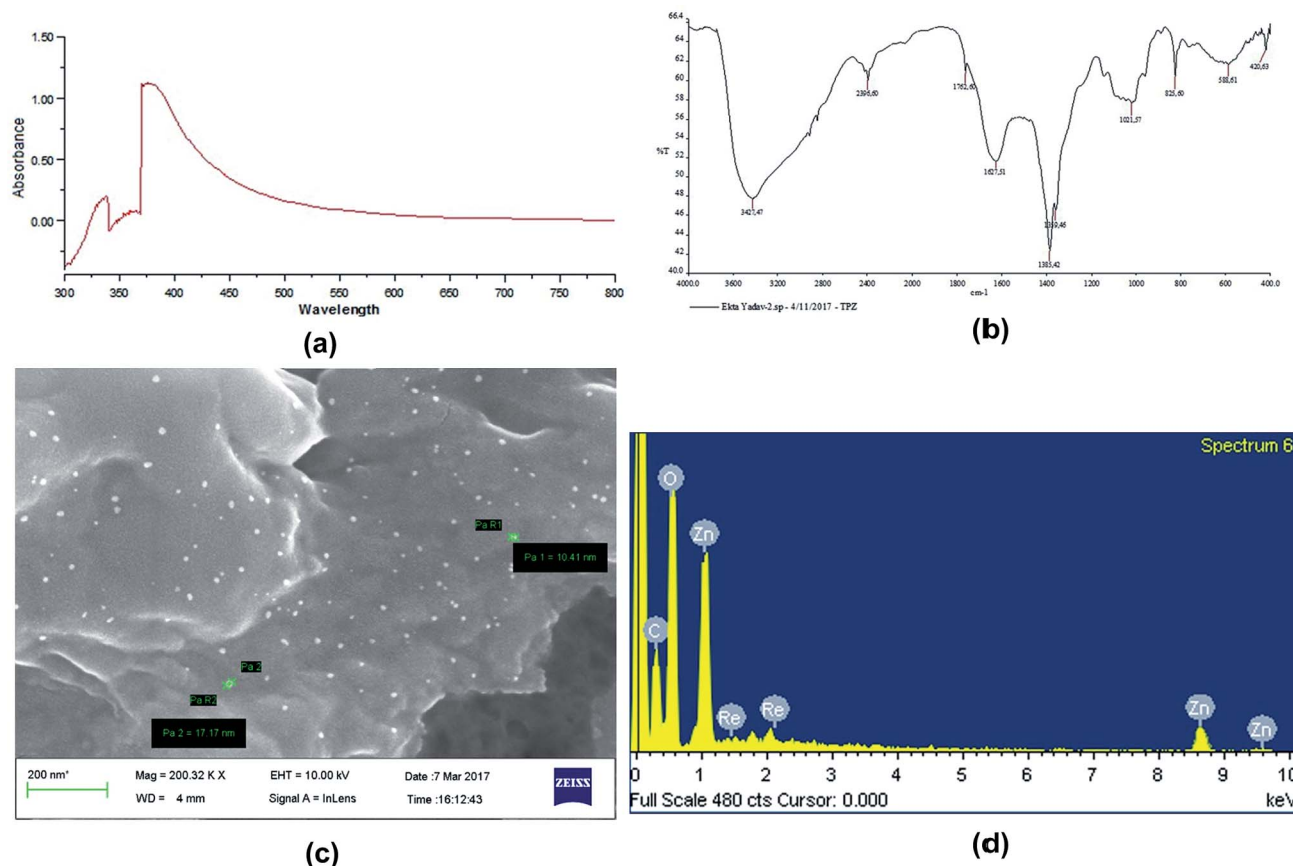 1.50
1.00
0.50
0.00
Absorbance
300 350 400 450 500 550 600 650 700 750 800
Wavelength
(a)
66.4
64
62
60
58
56
54
52
50
48
46
44
42
40.0
%T
3427,47
2396,60
1762,60
1627,51
1385,42
1359,46
1021,57
825,60
588,61
420,63
4000.0 3600 3200 2800 2400 2000 1800 1600 1400 1200 1000 800 600 400.0
cm-1
Ekta Yadav-2.sp - 4/11/2017 - TPZ
(b)
Pa R1
Pa 1 = 10.41 nm
Pa 2
Pa R2
Pa 2 = 17.17 nm
200 nm*
Mag = 200.32 K X EHT = 10.00 kV Date :7 Mar 2017
WD = 4 mm Signal A = InLens Time :16:12:43
ZEISS
(c)
Spectrum 6
O
Zn
C
Re
Re
Zn
Zn
0 1 2 3 4 5 6 7 8 9 10
Full Scale 480 cts Cursor: 0.000
keV
(d)